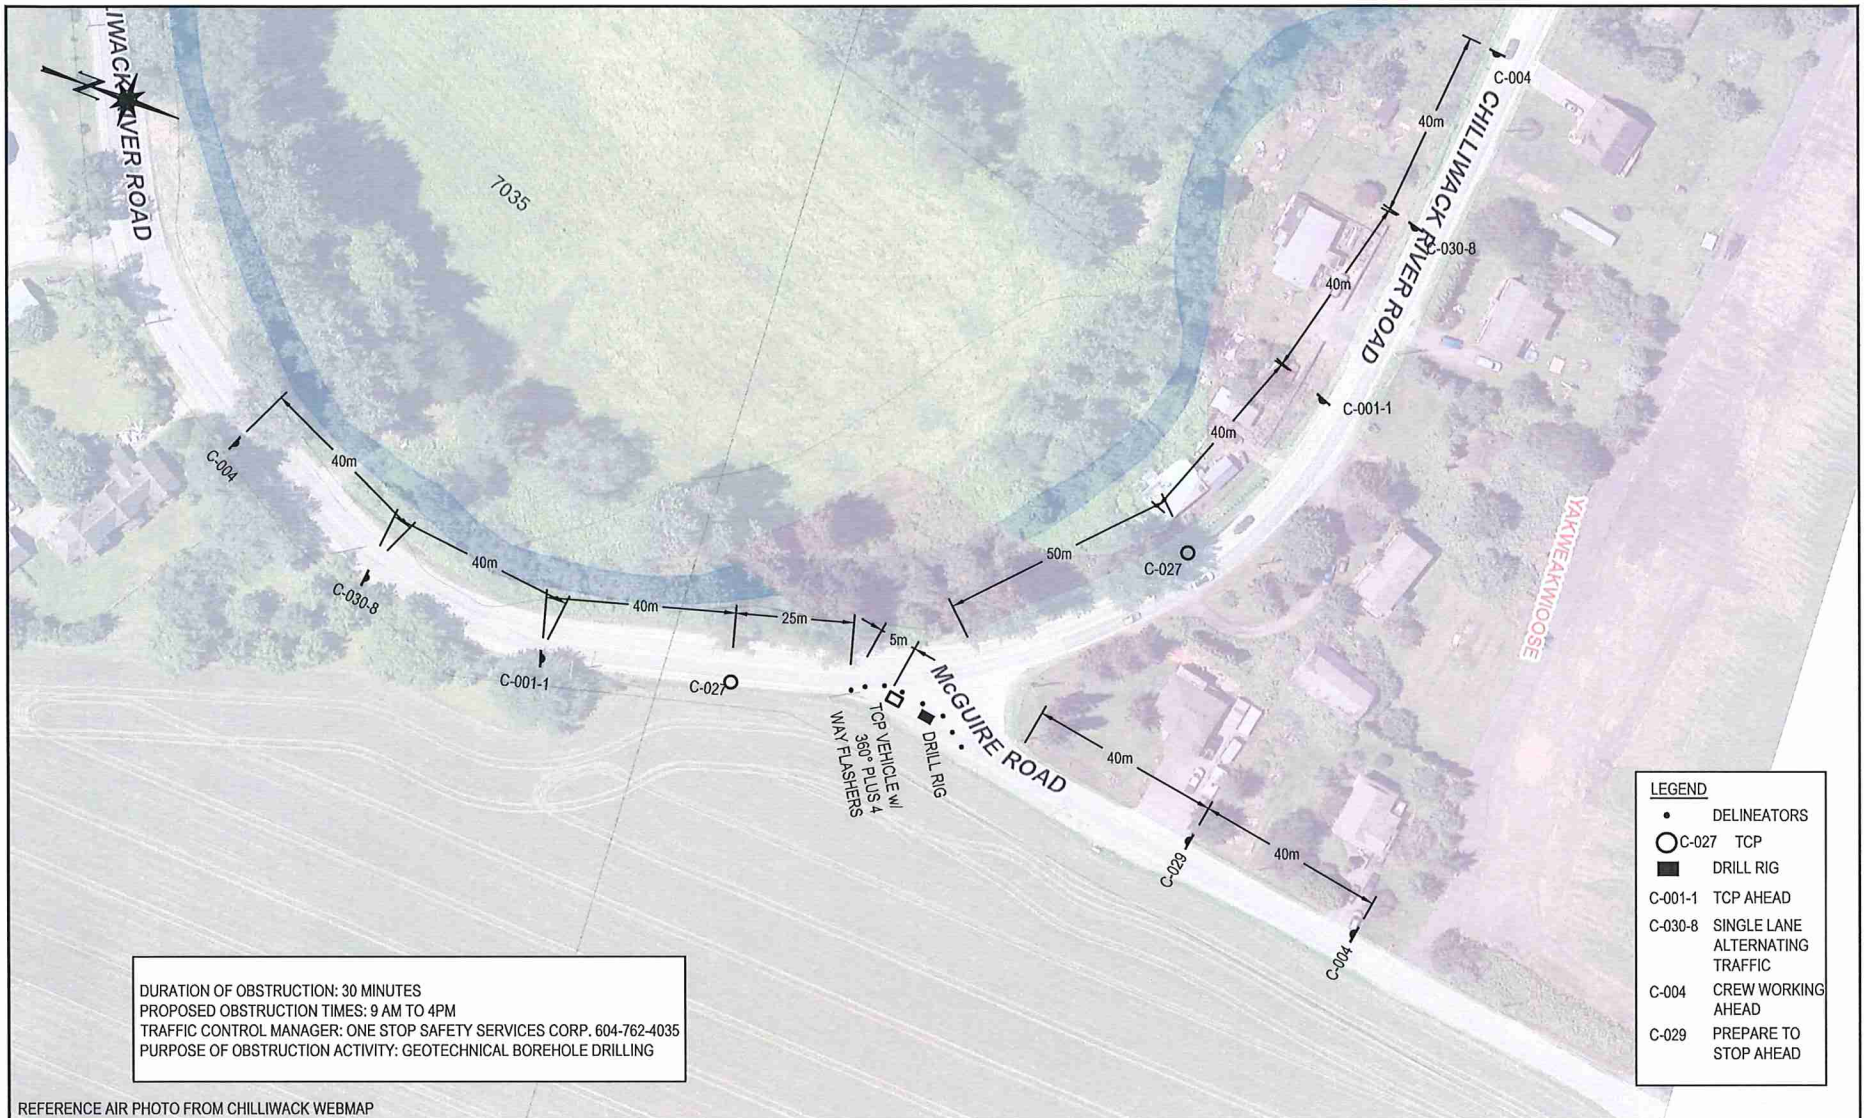 IWACK RIVER ROAD
N
7035
C-004
40m
CHILLIWACK RIVER ROAD
C-030-8
40m
C-001-1
40m
C-004
40m
YAKWEAKWIOOSE
C-030-8
40m
50m
C-027
C-001-1
40m
25m
5m
C-027
McGUIRE ROAD
TCP VEHICLE w/
360° PLUS 4
WAY FLASHERS
DRILL RIG
40m
C-029
40m
C-004
LEGEND
DELINEATORS
C-027 TCP
DRILL RIG
C-001-1 TCP AHEAD
C-030-8 SINGLE LANE
ALTERNATING
TRAFFIC
C-004 CREW WORKING
AHEAD
C-029 PREPARE TO
STOP AHEAD
DURATION OF OBSTRUCTION: 30 MINUTES
PROPOSED OBSTRUCTION TIMES: 9 AM TO 4PM
TRAFFIC CONTROL MANAGER: ONE STOP SAFETY SERVICES CORP. 604-762-4035
PURPOSE OF OBSTRUCTION ACTIVITY: GEOTECHNICAL BOREHOLE DRILLING
REFERENCE AIR PHOTO FROM CHILLIWACK WEBMAP